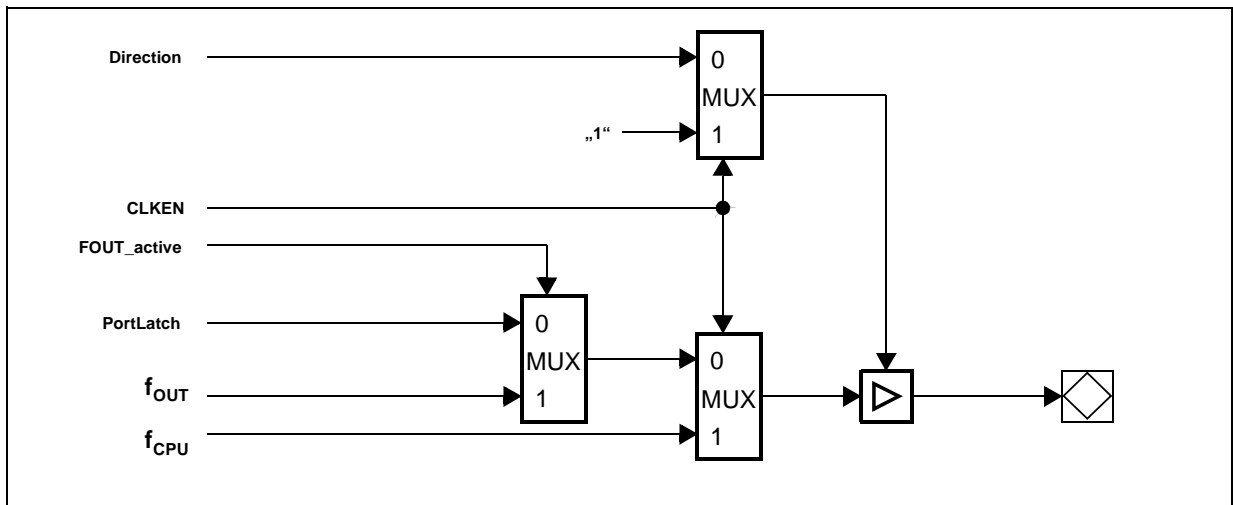 Direction
0
MUX
„1“
1
CLKEN
FOUT_active
PortLatch
0
MUX
0
fOUT
1
MUX
fCPU
1